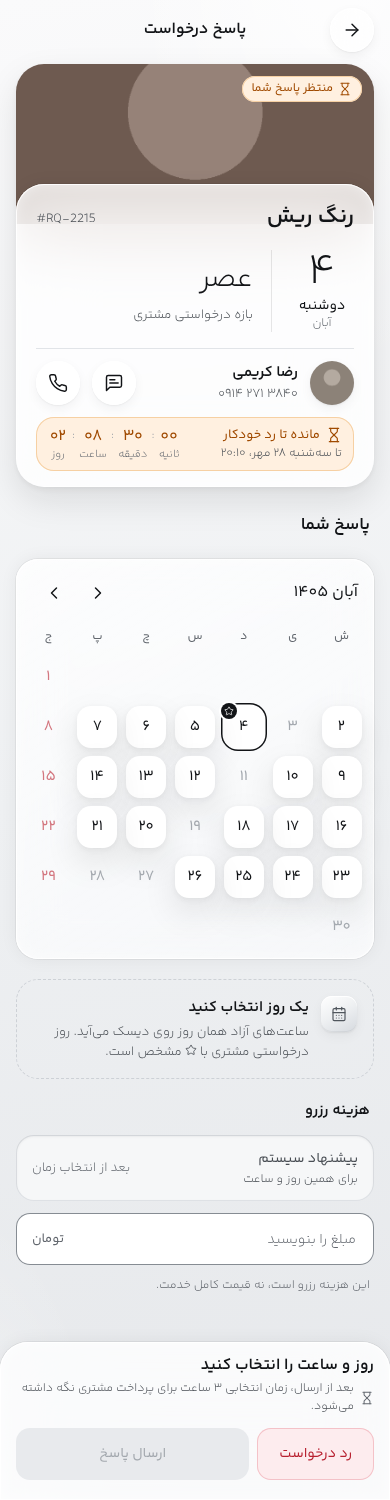 پاسخ درخواست
منتظر پاسخ شما
رنگ ریش
#RQ-2215
۴
دوشنبه
آبان
عصر
بازه درخواستی مشتری
رضا کریمی
۰۹۱۴ ۲۷۱ ۳۸۴۰
مانده تا رد خودکار
تا سه‌شنبه ۲۸ مهر، ۲۰:۱۰
۰۲ : ۰۸ : ۳۰ : ۰۰
روز ساعت دقیقه ثانیه
پاسخ شما
آبان ۱۴۰۵
ش ی د س چ پ ج
۱
۲ ۳ ۴ ۵ ۶ ۷ ۸
۹ ۱۰ ۱۱ ۱۲ ۱۳ ۱۴ ۱۵
۱۶ ۱۷ ۱۸ ۱۹ ۲۰ ۲۱ ۲۲
۲۳ ۲۴ ۲۵ ۲۶ ۲۷ ۲۸ ۲۹
۳۰
یک روز انتخاب کنید
ساعت‌های آزاد همان روز روی دیسک می‌آید. روز
درخواستی مشتری با ☆ مشخص است.
هزینه رزرو
پیشنهاد سیستم
برای همین روز و ساعت
بعد از انتخاب زمان
مبلغ را بنویسید
تومان
این هزینه رزرو است، نه قیمت کامل خدمت.
روز و ساعت را انتخاب کنید
بعد از ارسال، زمان انتخابی ۳ ساعت برای پرداخت مشتری نگه داشته
می‌شود.
رد درخواست
ارسال پاسخ